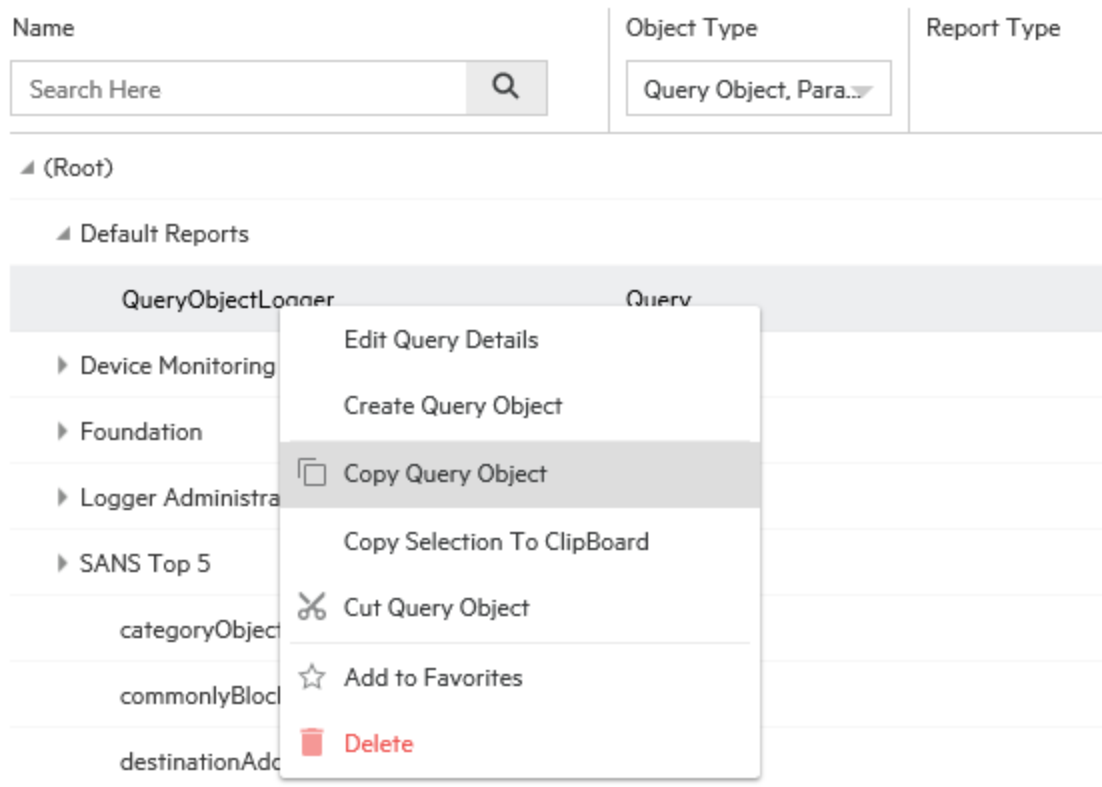 Name Object Type Report Type
Search Here Query Object, Para...
(Root)
Default Reports
QueryObjectLogger Query
Edit Query Details
Device Monitoring
Create Query Object
Foundation
Copy Query Object
Logger Administra
Copy Selection To ClipBoard
SANS Top 5
Cut Query Object
categoryObject
Add to Favorites
commonlyBlock
Delete
destinationAdd